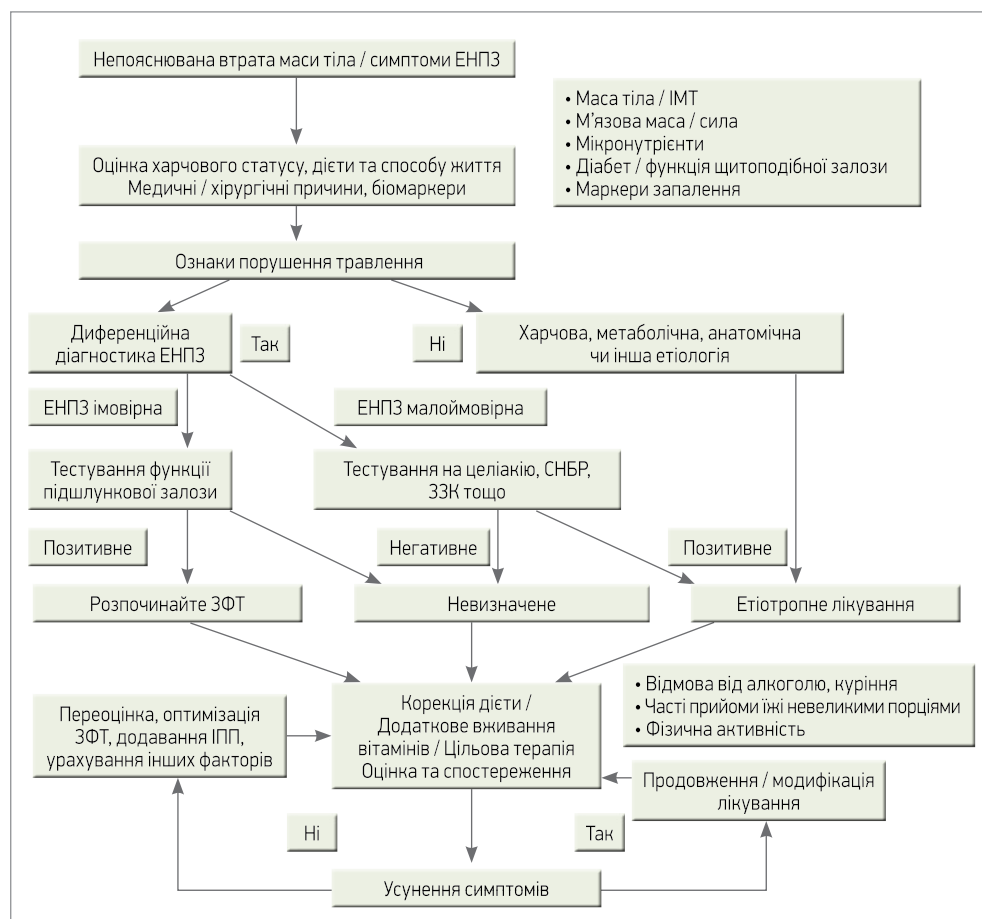 Непояснювана втрата маси тіла / симптоми ЕНПЗ
• Маса тіла / ІМТ
• М’язова маса / сила
• Мікронутрієнти
• Діабет / функція щитоподібної залози
• Маркери запалення
Оцінка харчового статусу, дієти та способу життя
Медичні / хірургічні причини, біомаркери
Ознаки порушення травлення
Диференційна
діагностика ЕНПЗ
Так
Ні
Харчова, метаболічна, анатомічна
чи інша етіологія
ЕНПЗ імовірна
ЕНПЗ малоймовірна
Тестування функції
підшлункової залози
Тестування на целіакію, СНБР,
ЗЗК тощо
Позитивне
Негативне
Позитивне
Розпочинайте ЗФТ
Невизначене
Етіотропне лікування
Переоцінка, оптимізація
ЗФТ, додавання ІПП,
урахування інших факторів
Корекція дієти /
Додаткове вживання
вітамінів / Цільова терапія
Оцінка та спостереження
• Відмова від алкоголю, куріння
• Часті прийоми їжі невеликими порціями
• Фізична активність
Продовження / модифікація
лікування
Ні
Так
Усунення симптомів